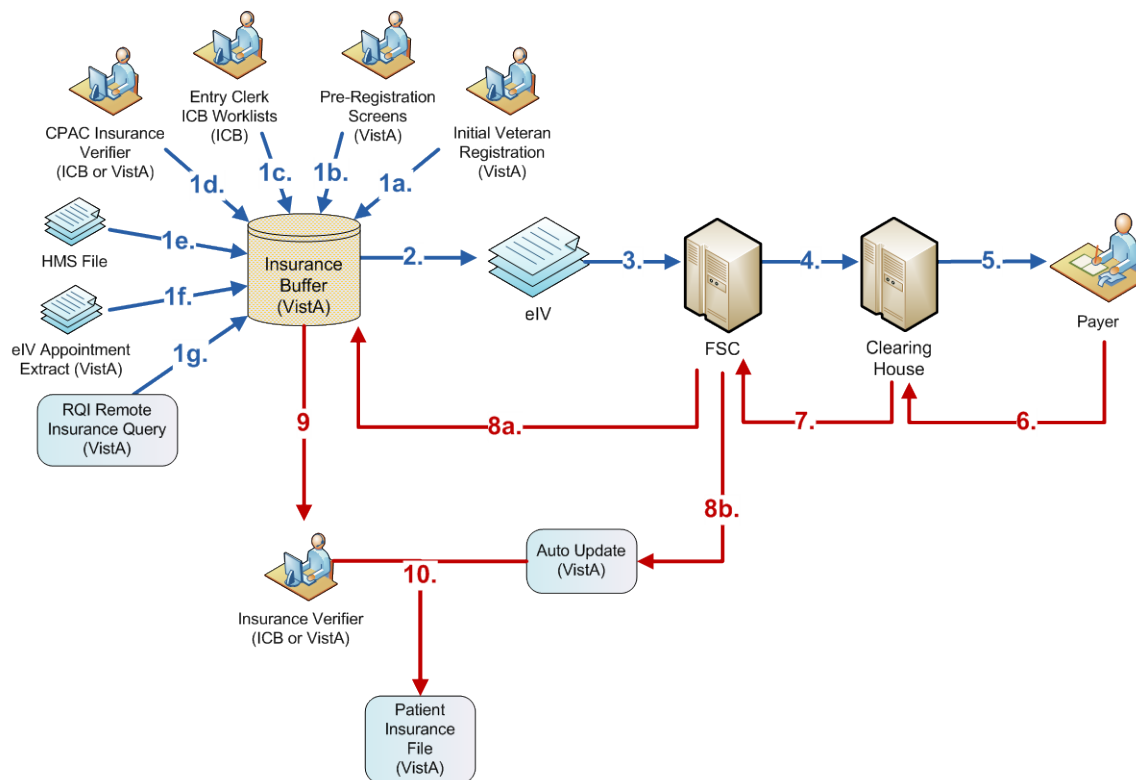 Entry Clerk
ICB Worklists
(ICB)
Pre-Registration
Screens
(VistA)
CPAC Insurance
Verifier
(ICB or VistA)
Initial Veteran
Registration
(VistA)
1d.
1c.
1b.
1a.
HMS File
1e.
eIV Appointment
Extract (VistA)
1f.
1g.
RQI Remote
Insurance Query
(VistA)
Insurance
Buffer
(VistA)
2.
eIV
3.
FSC
4.
Clearing
House
5.
Payer
6.
7.
8a.
8b.
9
Insurance Verifier
(ICB or VistA)
Auto Update
(VistA)
10.
Patient
Insurance
File
(VistA)